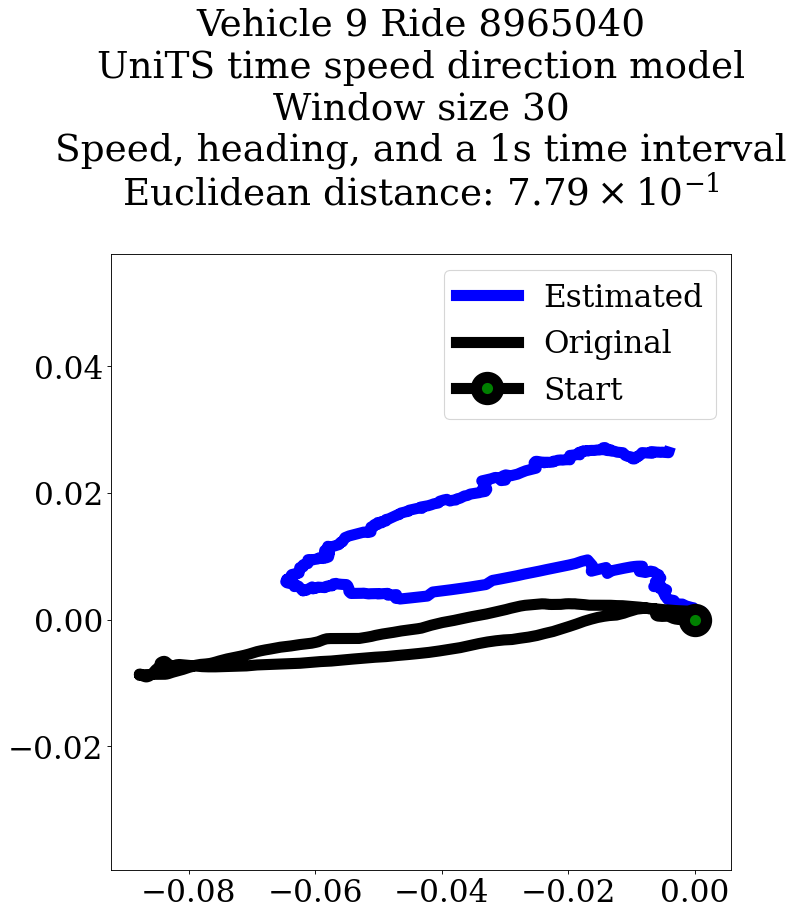 Vehicle 9 Ride 8965040
UniTS time speed direction model
Window size 30
Speed, heading, and a 1s time interval
Euclidean distance: 7.79 × 10⁻¹
Estimated
Original
Start
0.04
0.02
0.00
−0.02
−0.08 −0.06 −0.04 −0.02 0.00